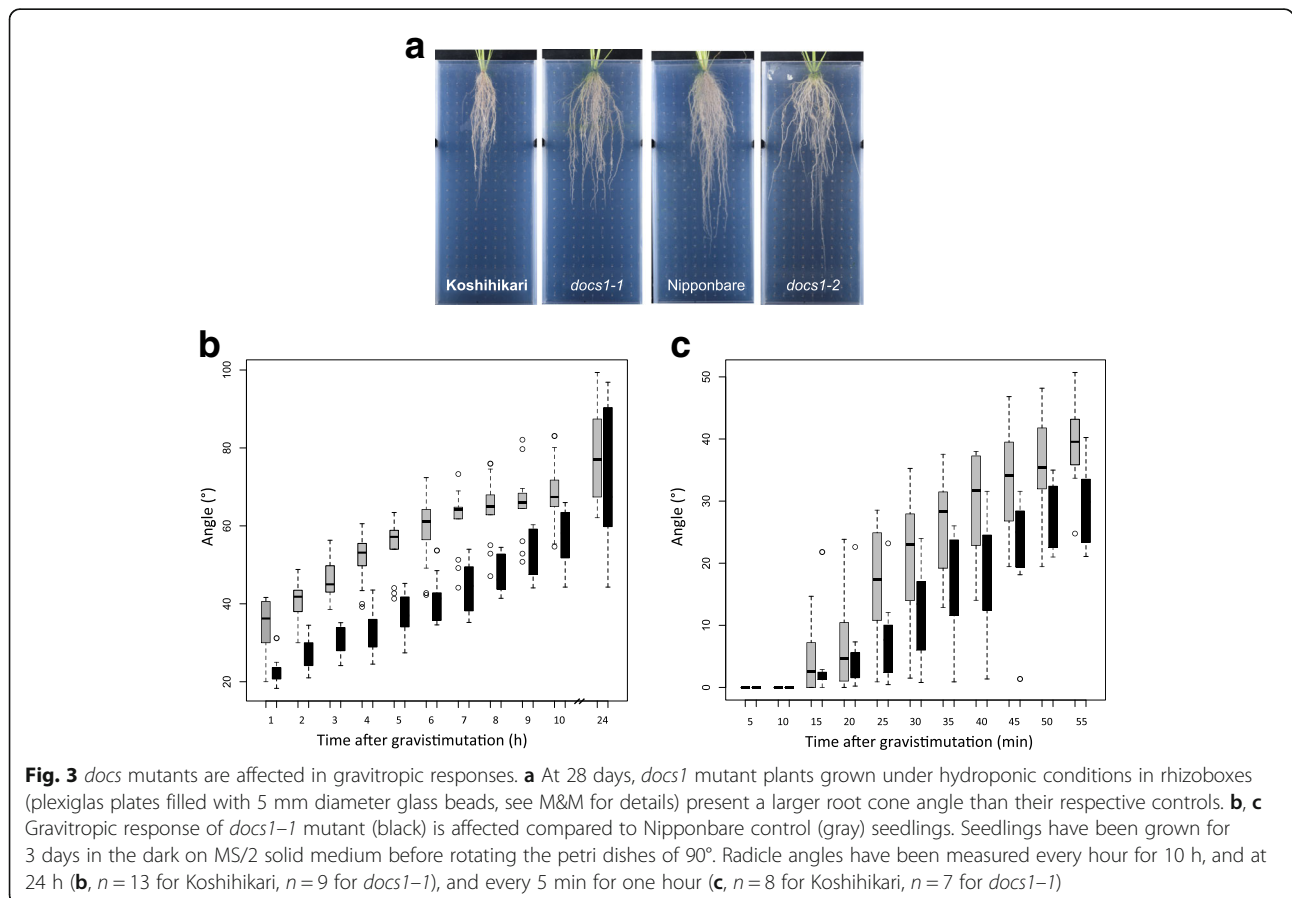 a
Koshihikari docs1-1 Nipponbare docs1-2
b
100
80
60
40
20
Angle (°)
1 2 3 4 5 6 7 8 9 10 24
Time after gravistimutation (h)
c
50
40
30
20
10
0
Angle (°)
5 10 15 20 25 30 35 40 45 50 55
Time after gravistimutation (min)
Fig. 3 docs mutants are affected in gravitropic responses. a At 28 days, docs1 mutant plants grown under hydroponic conditions in rhizoboxes
(plexiglas plates filled with 5 mm diameter glass beads, see M&M for details) present a larger root cone angle than their respective controls. b, c
Gravitropic response of docs1–1 mutant (black) is affected compared to Nipponbare control (gray) seedlings. Seedlings have been grown for
3 days in the dark on MS/2 solid medium before rotating the petri dishes of 90°. Radicle angles have been measured every hour for 10 h, and at
24 h (b, n = 13 for Koshihikari, n = 9 for docs1–1), and every 5 min for one hour (c, n = 8 for Koshihikari, n = 7 for docs1–1)